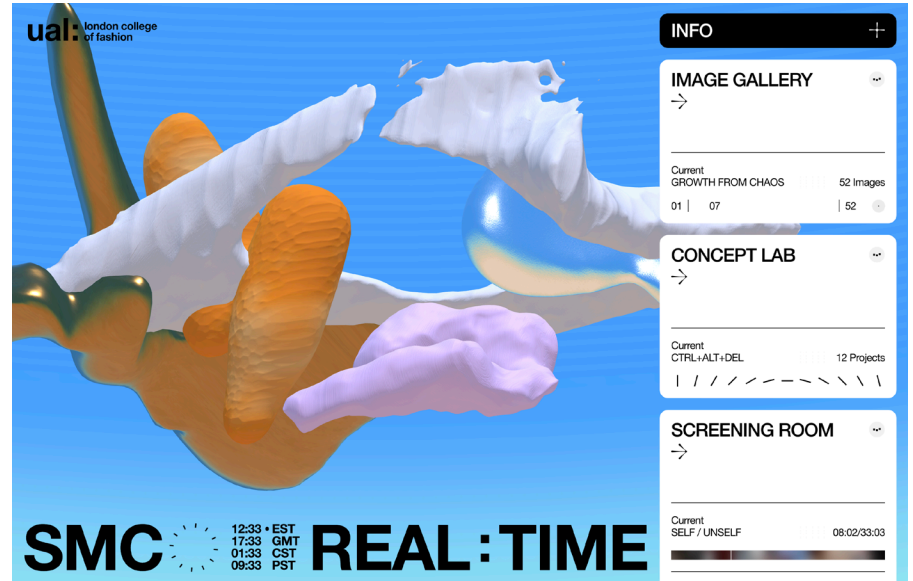 ual: london college
of fashion
INFO
IMAGE GALLERY
Current
GROWTH FROM CHAOS 52 Images
01 | 07 | 52
CONCEPT LAB
Current
CTRL+ALT+DEL 12 Projects
SCREENING ROOM
Current
SELF / UNSELF 08:02/33:03
SMC
12:33 • EST
17:33 GMT
01:33 CST
09:33 PST
REAL:TIME